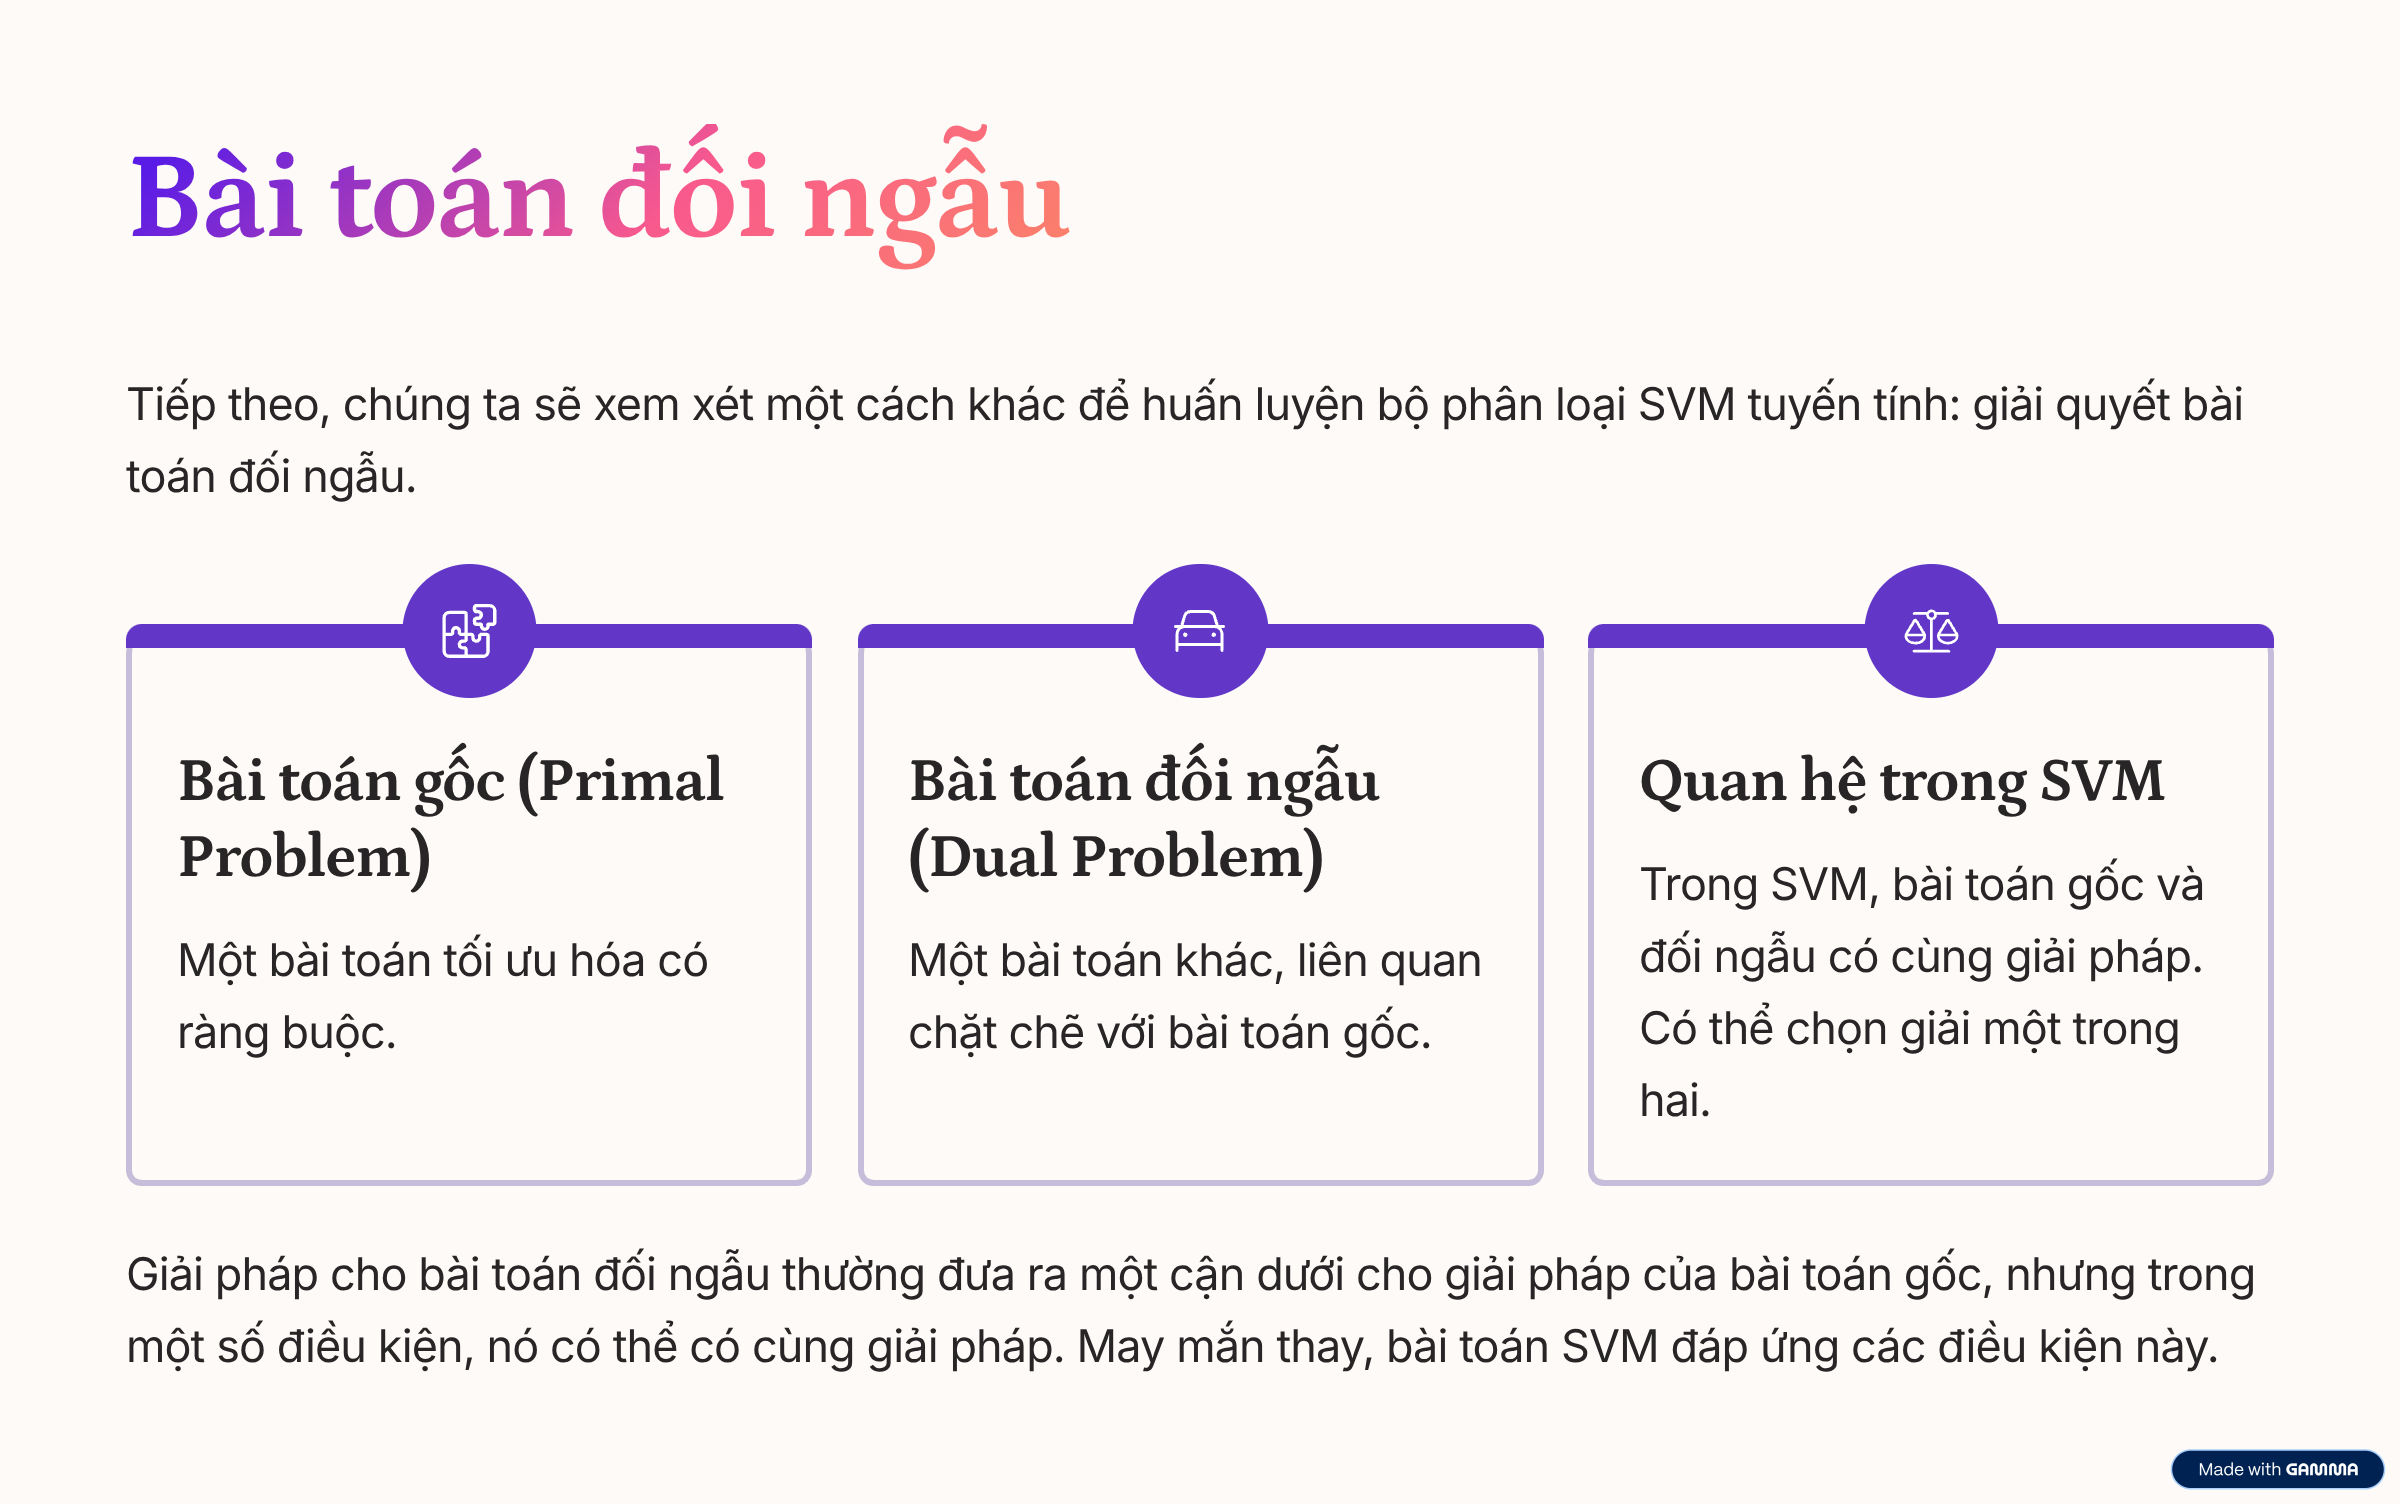 Bài toán đối ngẫu
Tiếp theo, chúng ta sẽ xem xét một cách khác để huấn luyện bộ phân loại SVM tuyến tính: giải quyết bài
toán đối ngẫu.
Bài toán gốc (Primal
Problem)
Một bài toán tối ưu hóa có
ràng buộc.
Bài toán đối ngẫu
(Dual Problem)
Một bài toán khác, liên quan
chặt chẽ với bài toán gốc.
Quan hệ trong SVM
Trong SVM, bài toán gốc và
đối ngẫu có cùng giải pháp.
Có thể chọn giải một trong
hai.
Giải pháp cho bài toán đối ngẫu thường đưa ra một cận dưới cho giải pháp của bài toán gốc, nhưng trong
một số điều kiện, nó có thể có cùng giải pháp. May mắn thay, bài toán SVM đáp ứng các điều kiện này.
Made with GAMMA